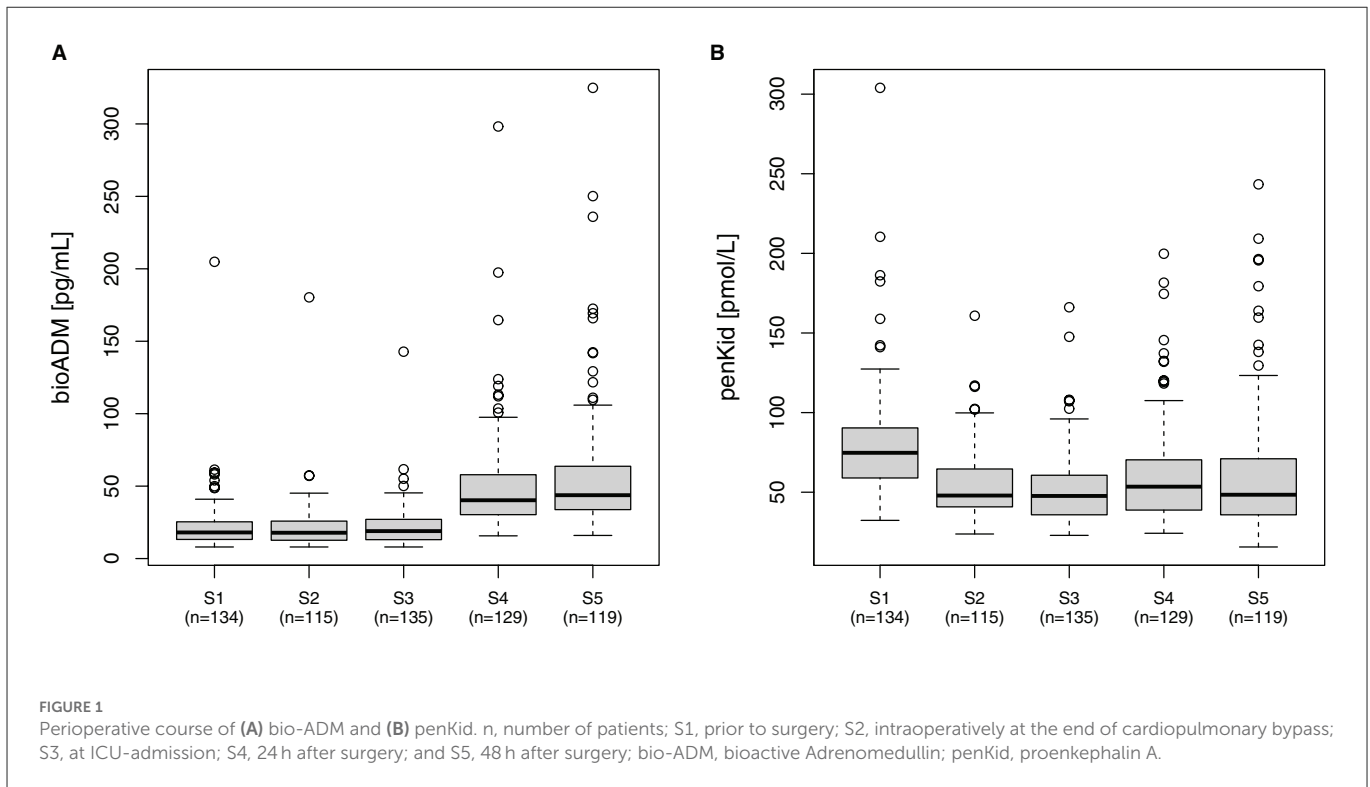 A
bioADM [pg/mL]
300
250
200
150
100
50
0
S1 S2 S3 S4 S5
(n=134) (n=115) (n=135) (n=129) (n=119)
B
penKid [pmol/L]
300
250
200
150
100
50
S1 S2 S3 S4 S5
(n=134) (n=115) (n=135) (n=129) (n=119)
FIGURE 1
Perioperative course of (A) bio-ADM and (B) penKid. n, number of patients; S1, prior to surgery; S2, intraoperatively at the end of cardiopulmonary bypass;
S3, at ICU-admission; S4, 24 h after surgery; and S5, 48 h after surgery; bio-ADM, bioactive Adrenomedullin; penKid, proenkephalin A.